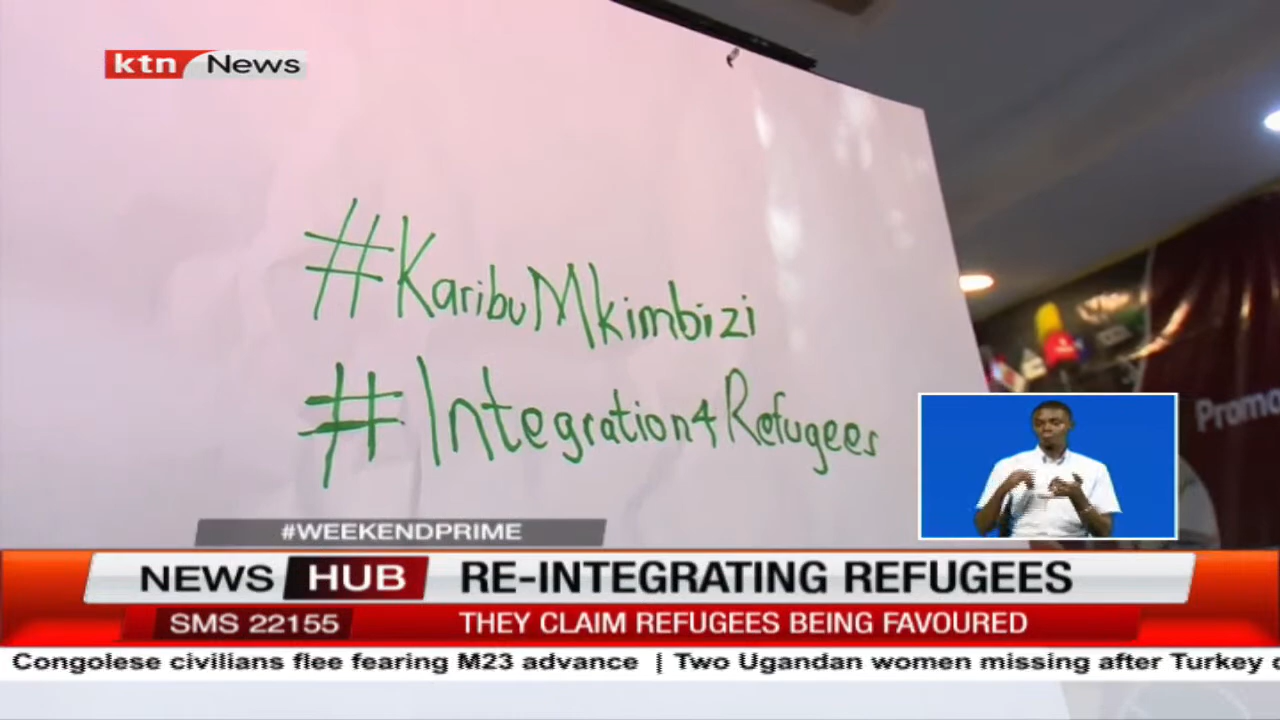 ktn News
#KaribuMkimbizi
#Integration4Refugees
Promo
#WEEKENDPRIME
NEWS HUB
RE-INTEGRATING REFUGEES
SMS 22155
THEY CLAIM REFUGEES BEING FAVOURED
Congolese civilians flee fearing M23 advance | Two Ugandan women missing after Turkey